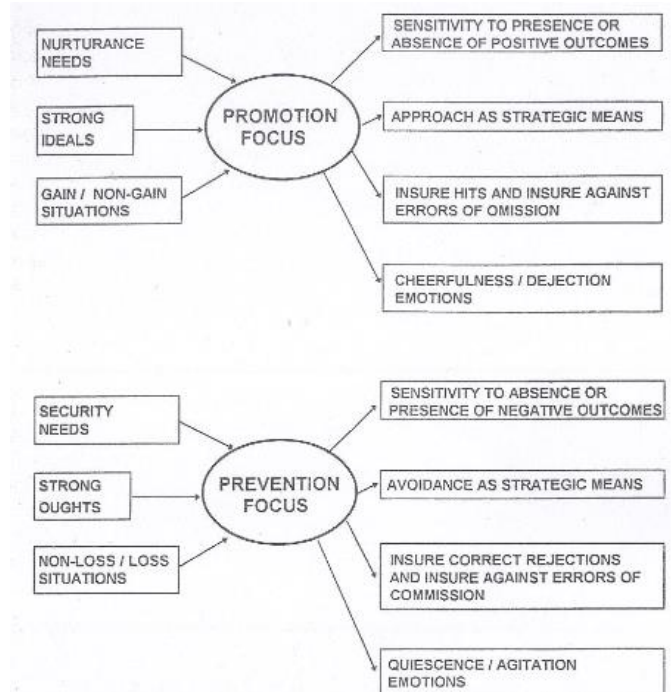 NURTURANCE
NEEDS
STRONG
IDEALS
GAIN / NON-GAIN
SITUATIONS
PROMOTION
FOCUS
SENSITIVITY TO PRESENCE OR
ABSENCE OF POSITIVE OUTCOMES
APPROACH AS STRATEGIC MEANS
INSURE HITS AND INSURE AGAINST
ERRORS OF OMISSION
CHEERFULNESS / DEJECTION
EMOTIONS
SECURITY
NEEDS
STRONG
OUGHTS
NON-LOSS / LOSS
SITUATIONS
PREVENTION
FOCUS
SENSITIVITY TO ABSENCE OR
PRESENCE OF NEGATIVE OUTCOMES
AVOIDANCE AS STRATEGIC MEANS
INSURE CORRECT REJECTIONS
AND INSURE AGAINST ERRORS OF
COMMISSION
QUIESCENCE / AGITATION
EMOTIONS